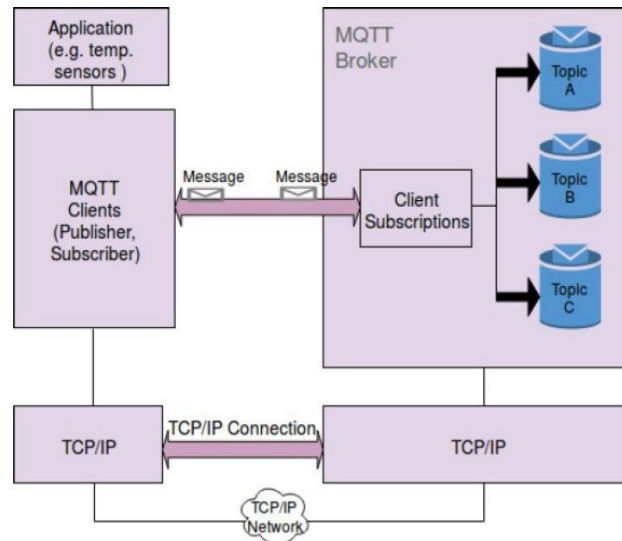 Application
(e.g. temp.
sensors )
MQTT
Broker
Topic
A
Message
Message
MQTT
Clients
(Publisher,
Subscriber)
Client
Subscriptions
Topic
B
Topic
C
TCP/IP
TCP/IP Connection
TCP/IP
TCP/IP
Network